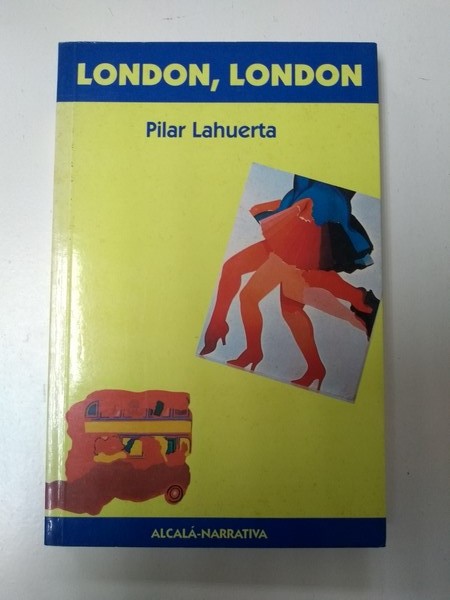 LONDON, LONDON
Pilar Lahuerta
ALCALÁ-NARRATIVA